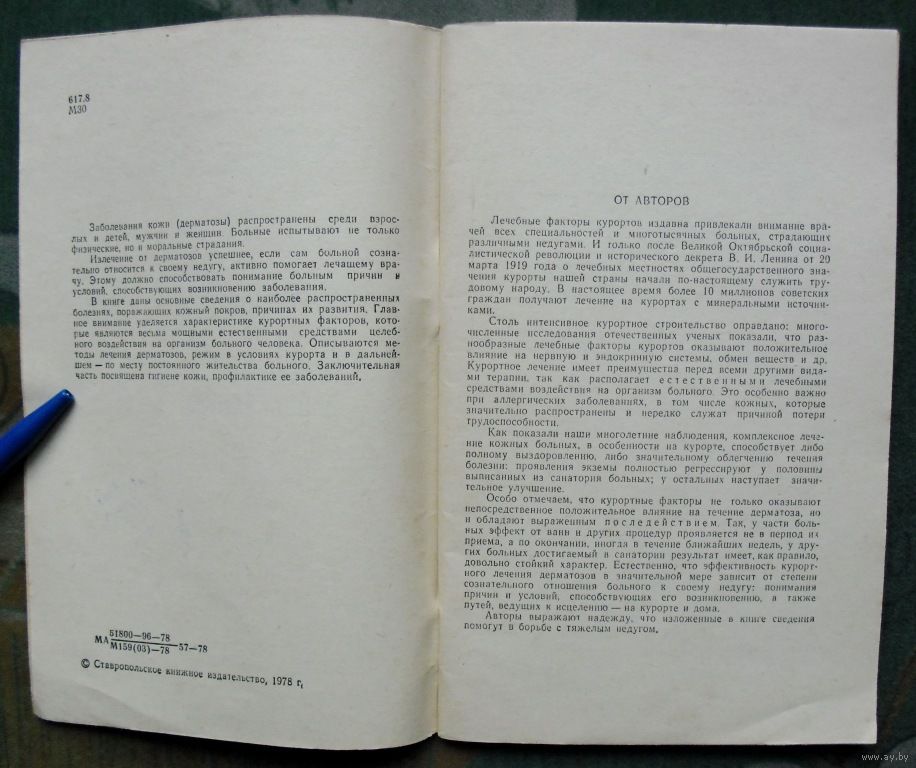 617.8
М30
Заболевания кожи (дерматозы) распространены среди взрос-
лых и детей, мужчин и женщин. Больные испытывают не только
физические, но и моральные страдания.
Излечение от дерматозов успешнее, если сам больной созна-
тельно относится к своему недугу, активно помогает лечащему вра-
чу. Этому должно способствовать понимание больным причин и
условий, способствующих возникновению заболевания.
В книге даны основные сведения о наиболее распространенных
болезнях, поражающих кожный покров, причинах их развития. Глав-
ное внимание уделяется характеристике курортных факторов, кото-
рые являются весьма мощными естественными средствами целеб-
ного воздействия на организм больного человека. Описываются ме-
тоды лечения дерматозов, режим в условиях курорта и в дальней-
шем — по месту постоянного жительства больного. Заключительная
часть посвящена гигиене кожи, профилактике ее заболеваний.
МА 51800—96—78
М159(03)—78 57—78
© Ставропольское книжное издательство, 1978 г.
ОТ АВТОРОВ
Лечебные факторы курортов издавна привлекали внимание вра-
чей всех специальностей и многотысячных больных, страдающих
различными недугами. И только после Великой Октябрьской социа-
листической революции и исторического декрета В. И. Ленина от 20
марта 1919 года о лечебных местностях общегосударственного зна-
чения курорты нашей страны начали по-настоящему служить тру-
довому народу. В настоящее время более 10 миллионов советских
граждан получают лечение на курортах с минеральными источни-
ками.
Столь интенсивное курортное строительство оправдано: много-
численные исследования отечественных ученых показали, что раз-
нообразные лечебные факторы курортов оказывают положительное
влияние на нервную и эндокринную системы, обмен веществ и др.
Курортное лечение имеет преимущества перед всеми другими вида-
ми терапии, так как располагает естественными лечебными
средствами воздействия на организм больного. Это особенно важно
при аллергических заболеваниях, в том числе кожных, которые
значительно распространены и нередко служат причиной потери
трудоспособности.
Как показали наши многолетние наблюдения, комплексное лече-
ние кожных больных, в особенности на курорте, способствует либо
полному выздоровлению, либо значительному облегчению течения
болезни: проявления экземы полностью регрессируют у половины
выписанных из санатория больных; у остальных наступает значи-
тельное улучшение.
Особо отмечаем, что курортные факторы не только оказывают
непосредственное положительное влияние на течение дерматоза, но
и обладают выраженным последействием. Так, у части боль-
ных эффект от ванн и других процедур проявляется не в период их
приема, а по окончании, иногда в течение ближайших недель, у дру-
гих больных достигаемый в санатории результат имеет, как правило,
довольно стойкий характер. Естественно, что эффективность курорт-
ного лечения дерматозов в значительной мере зависит от степени
сознательного отношения больного к своему недугу: понимания
причин и условий, способствующих его возникновению, а также
путей, ведущих к исцелению — на курорте и дома.
Авторы выражают надежду, что изложенные в книге сведения
помогут в борьбе с тяжелым недугом.
www.ay.by